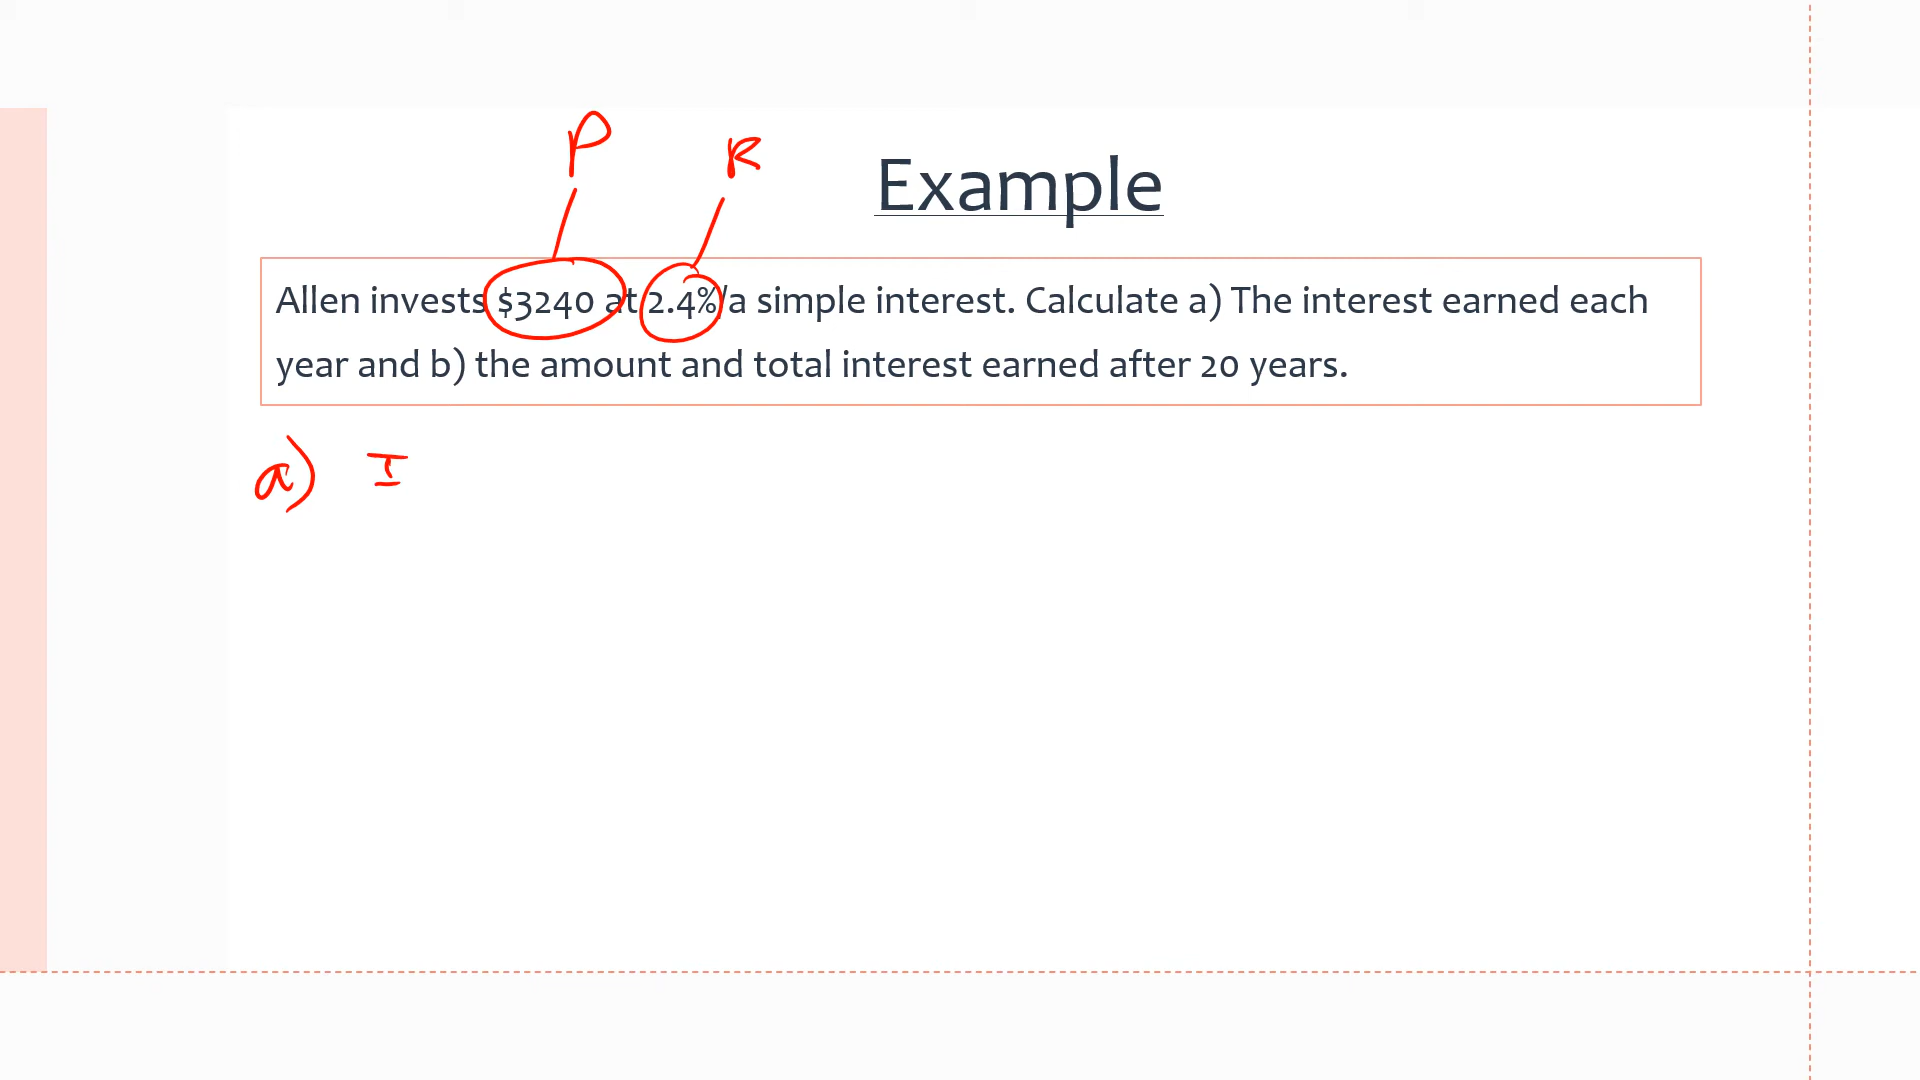 P R
Example
Allen invests $3240 at 2.4%/a simple interest. Calculate a) The interest earned each
year and b) the amount and total interest earned after 20 years.
a) I